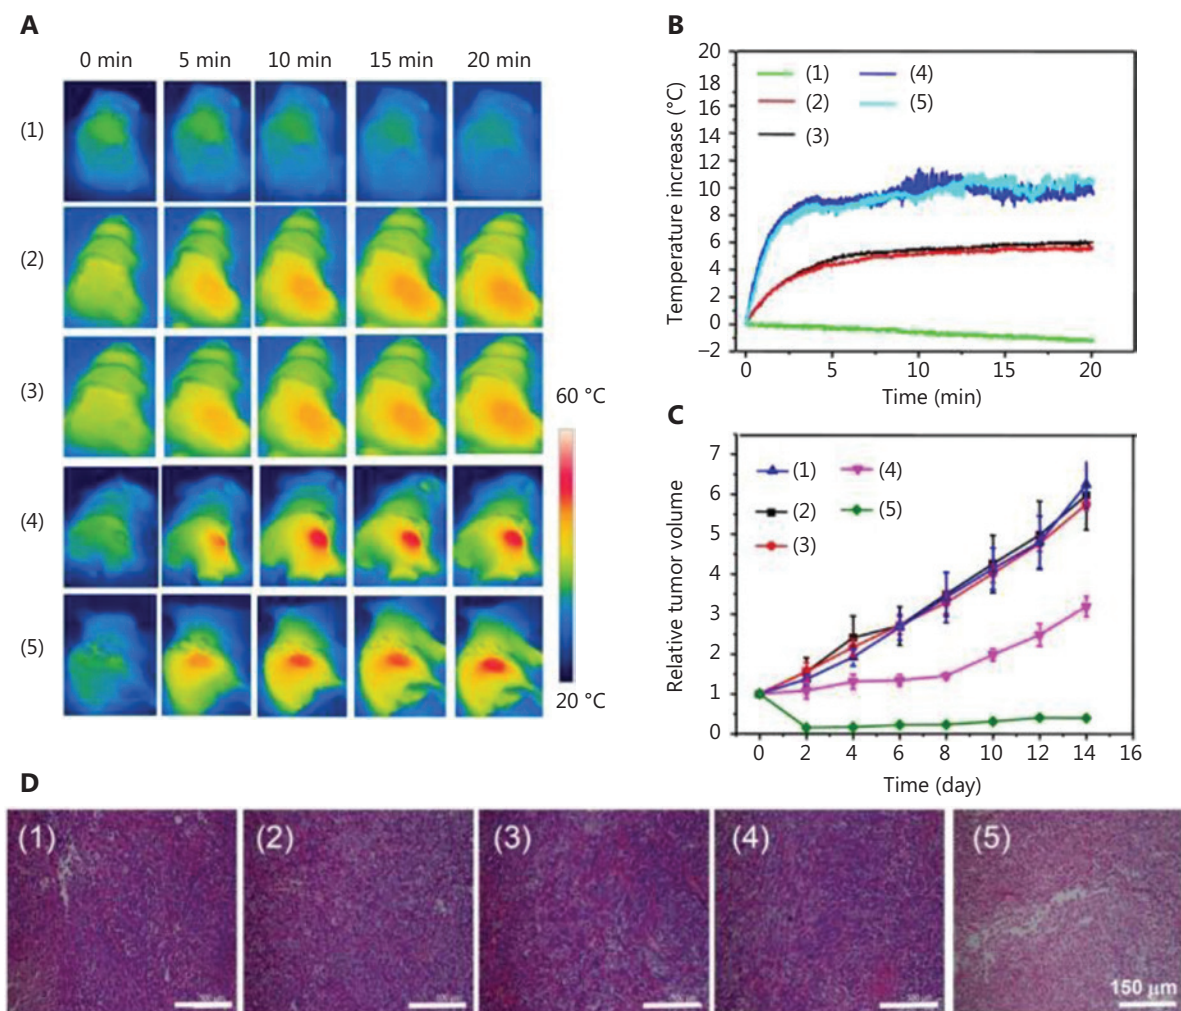 A
0 min 5 min 10 min 15 min 20 min
(1)
(2)
(3)
(4)
(5)
60 °C
20 °C
B
20
18
16
14
12
10
8
6
4
2
0
–2
Temperature increase (°C)
(1) (4)
(2) (5)
(3)
0 5 10 15 20
Time (min)
C
7
6
5
4
3
2
1
0
Relative tumor volume
(1) (4)
(2) (5)
(3)
0 2 4 6 8 10 12 14 16
Time (day)
D
(1) (2) (3) (4) (5)
150 μm